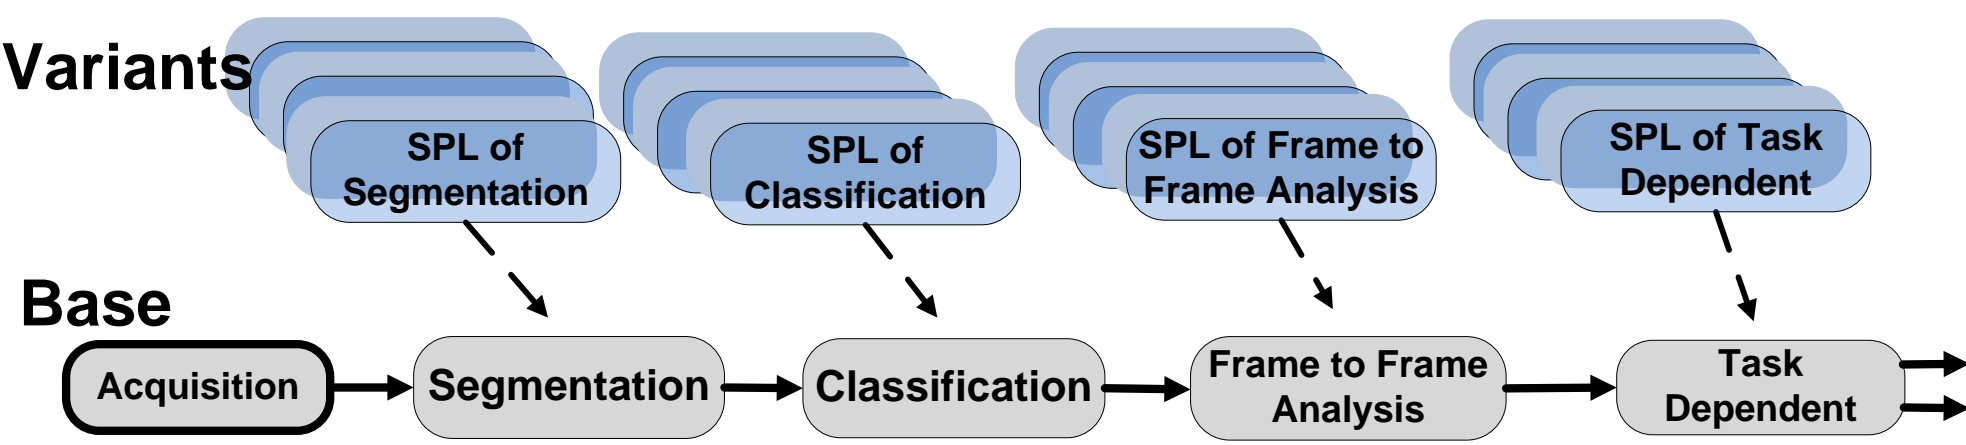 Variants
SPL of
Segmentation
SPL of
Classification
SPL of Frame to
Frame Analysis
SPL of Task
Dependent
Base
Acquisition
Segmentation
Classification
Frame to Frame
Analysis
Task
Dependent